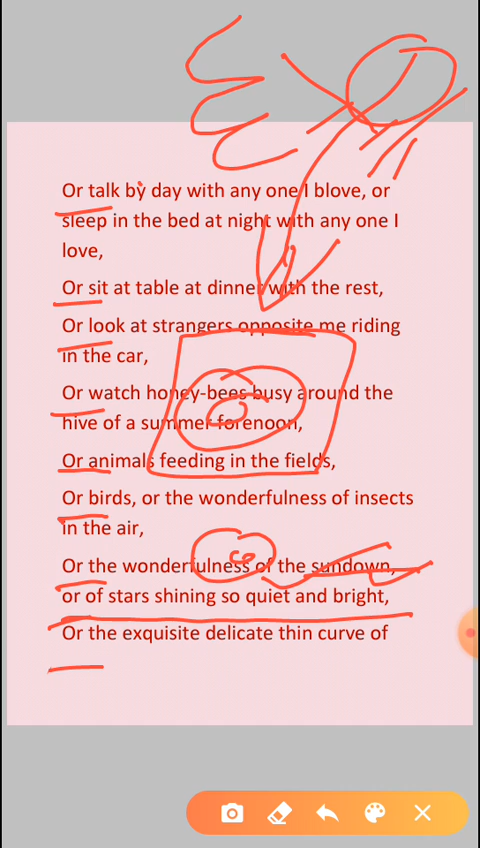 Or talk by day with any one I blove, or
sleep in the bed at night with any one I
love,
Or sit at table at dinner with the rest,
Or look at strangers opposite me riding
in the car,
Or watch honey-bees busy around the
hive of a summer forenoon,
Or animals feeding in the fields,
Or birds, or the wonderfulness of insects
in the air,
Or the wonderfulness of the sundown,
or of stars shining so quiet and bright,
Or the exquisite delicate thin curve of